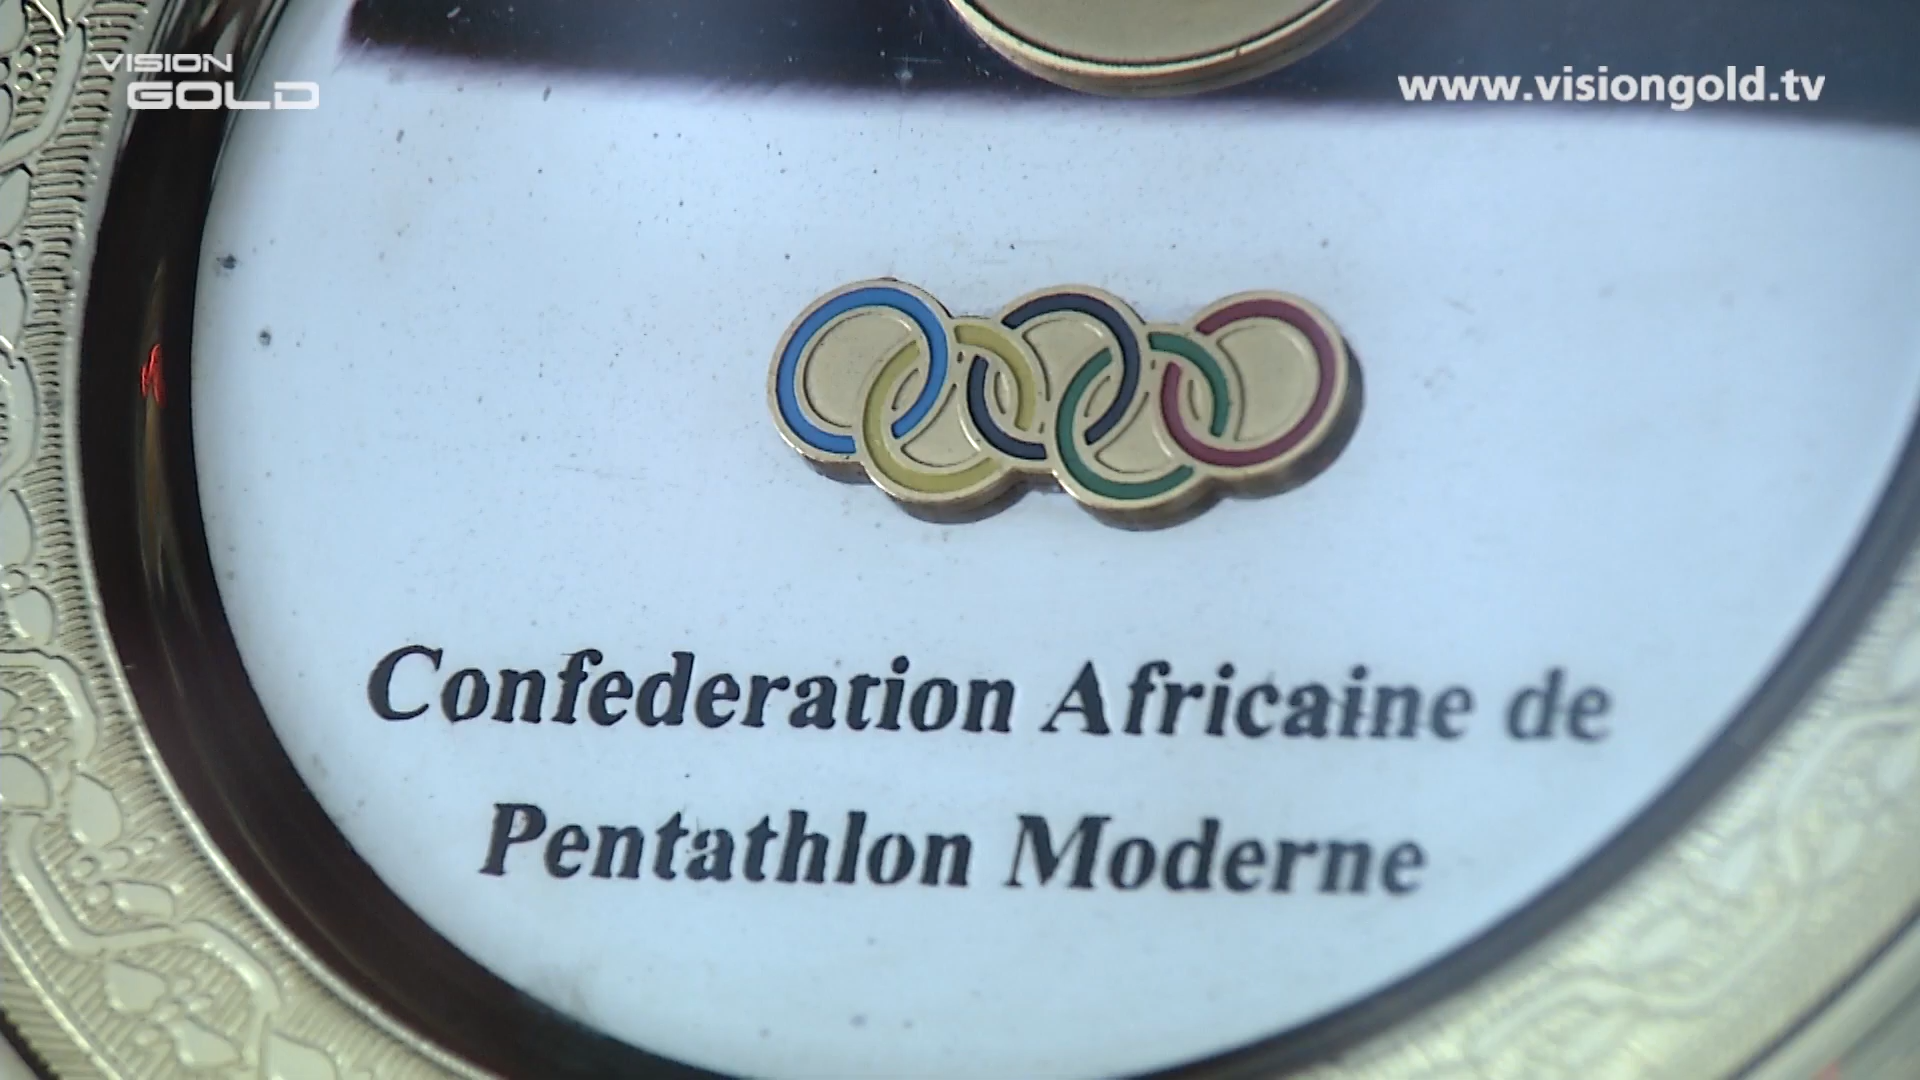 VISION
GOLD
www.visiongold.tv
Confederation Africaine de
Pentathlon Moderne